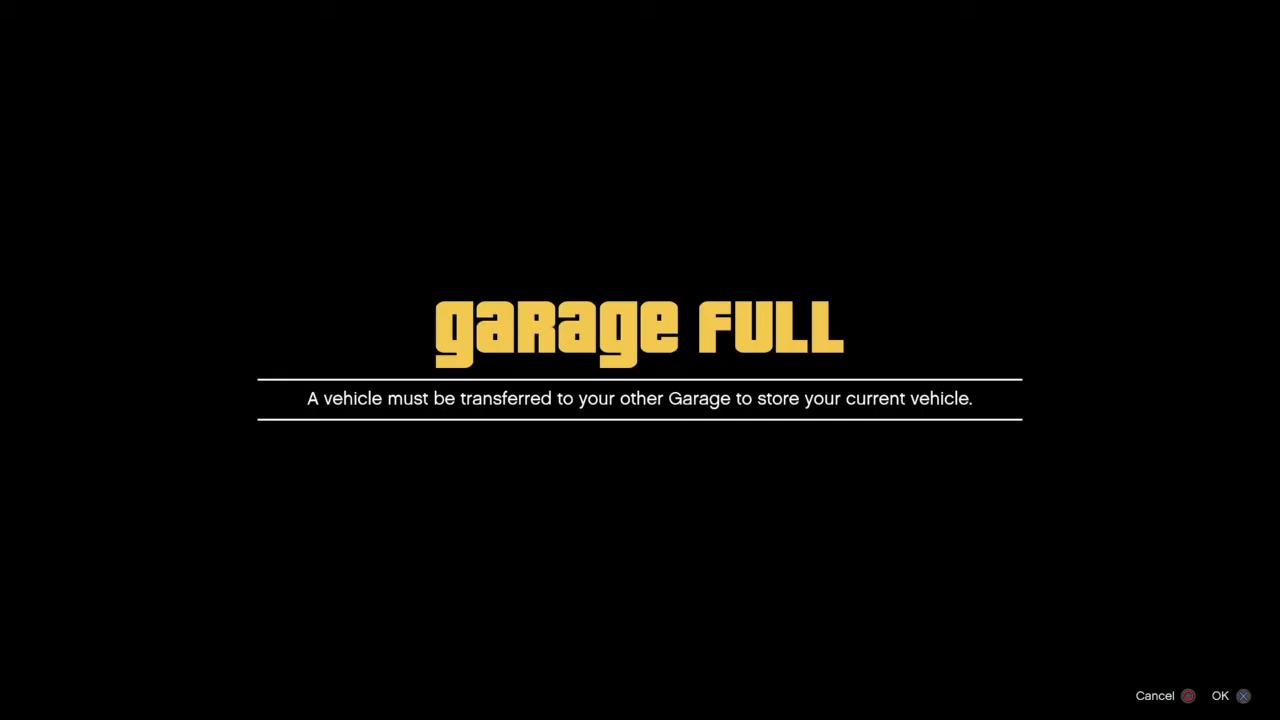 garage FULL
A vehicle must be transferred to your other Garage to store your current vehicle.
Cancel OK